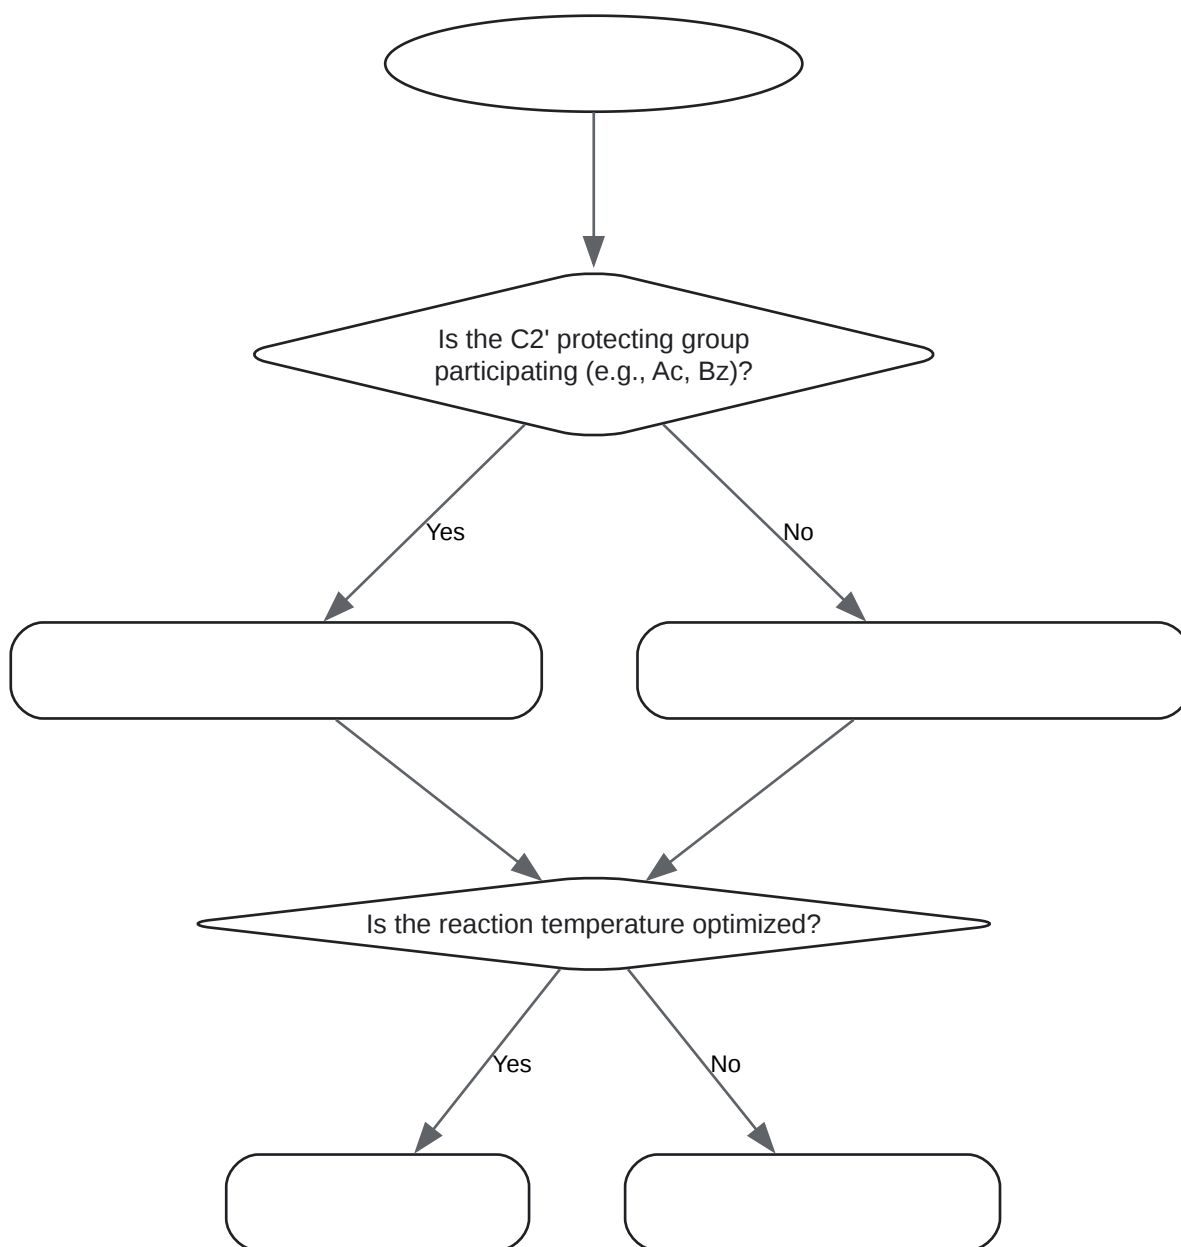 Is the C2' protecting group
participating (e.g., Ac, Bz)?
Yes
No
Is the reaction temperature optimized?
Yes
No